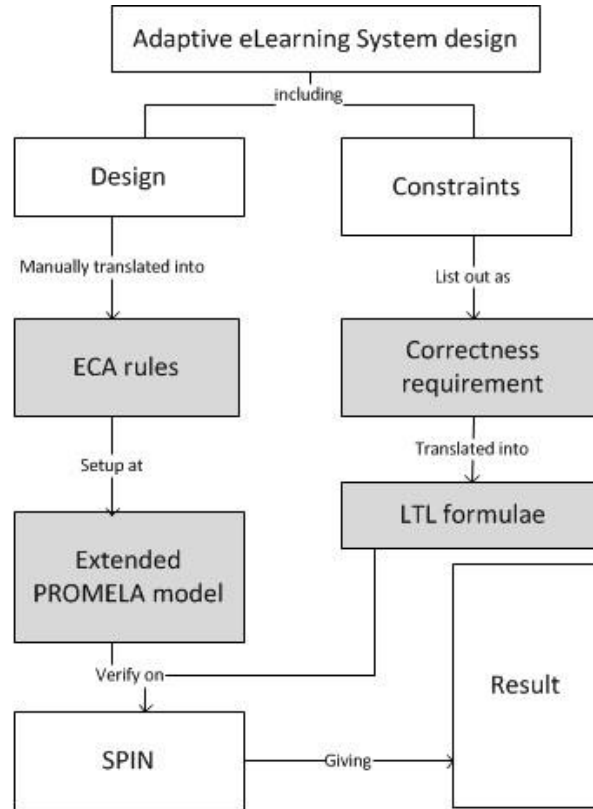 Adaptive eLearning System design
including
Design
Constraints
Manually translated into
List out as
ECA rules
Correctness
requirement
Setup at
Translated into
LTL formulae
Extended
PROMELA model
Verify on
Result
SPIN
Giving